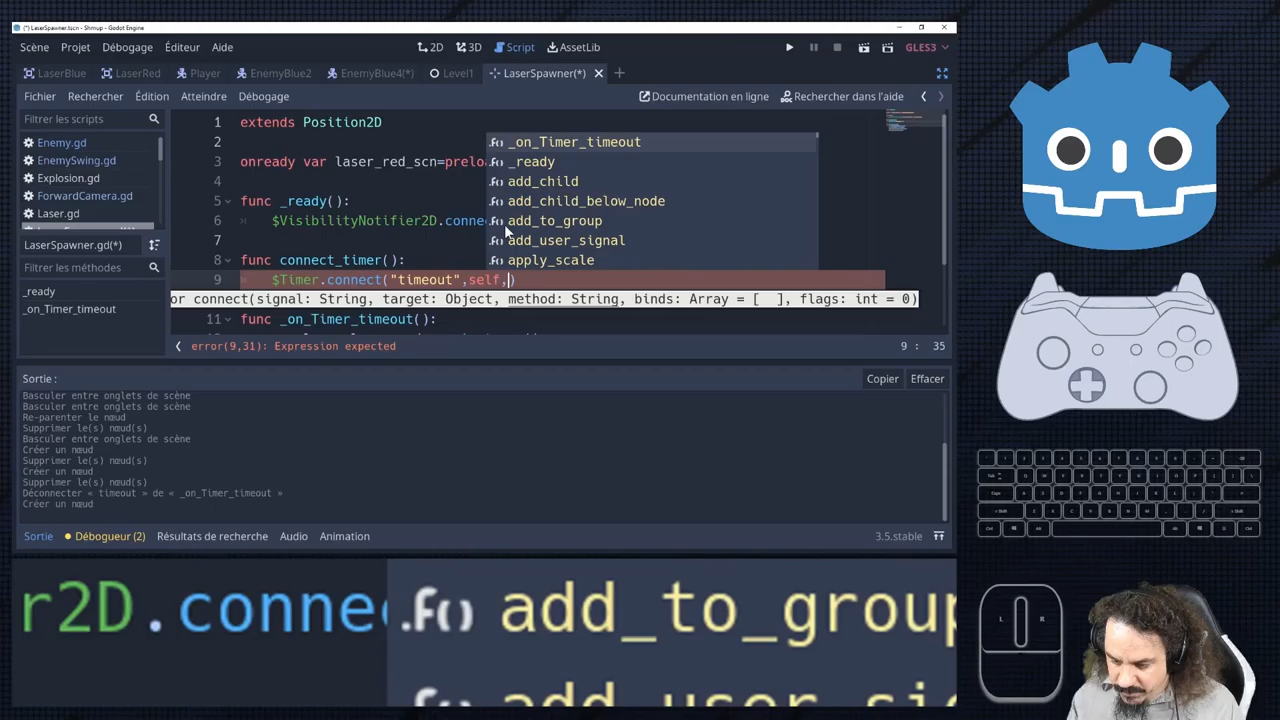 (*) LaserSpawner.tscn - Shmup - Godot Engine
Scène Projet Débogage Éditeur Aide
2D 3D Script AssetLib
GLES3
LaserBlue LaserRed Player EnemyBlue2 EnemyBlue4(*) Level1 LaserSpawner(*)
Fichier Rechercher Édition Atteindre Débogage
Documentation en ligne Rechercher dans l'aide
Filtrer les scripts
Enemy.gd
EnemySwing.gd
Explosion.gd
ForwardCamera.gd
Laser.gd
LaserSpawner.gd(*)
Filtrer les méthodes
_ready
_on_Timer_timeout
1 extends Position2D
2
3 onready var laser_red_scn=prelo
4
5 func _ready():
6 $VisibilityNotifier2D.conne
7
8 func connect_timer():
9 $Timer.connect("timeout",self,)
or connect(signal: String, target: Object, method: String, binds: Array = [ ], flags: int = 0)
11 func _on_Timer_timeout():
_on_Timer_timeout
_ready
add_child
add_child_below_node
add_to_group
add_user_signal
apply_scale
error(9,31): Expression expected
9 : 35
Sortie :
Copier Effacer
Basculer entre onglets de scène
Basculer entre onglets de scène
Re-parenter le nœud
Supprimer le(s) nœud(s)
Basculer entre onglets de scène
Créer un nœud
Supprimer le(s) nœud(s)
Créer un nœud
Supprimer le(s) nœud(s)
Déconnecter « timeout » de « _on_Timer_timeout »
Créer un nœud
Sortie Débogueur (2) Résultats de recherche Audio Animation
3.5.stable
r2D.connec
add_to_group
L R